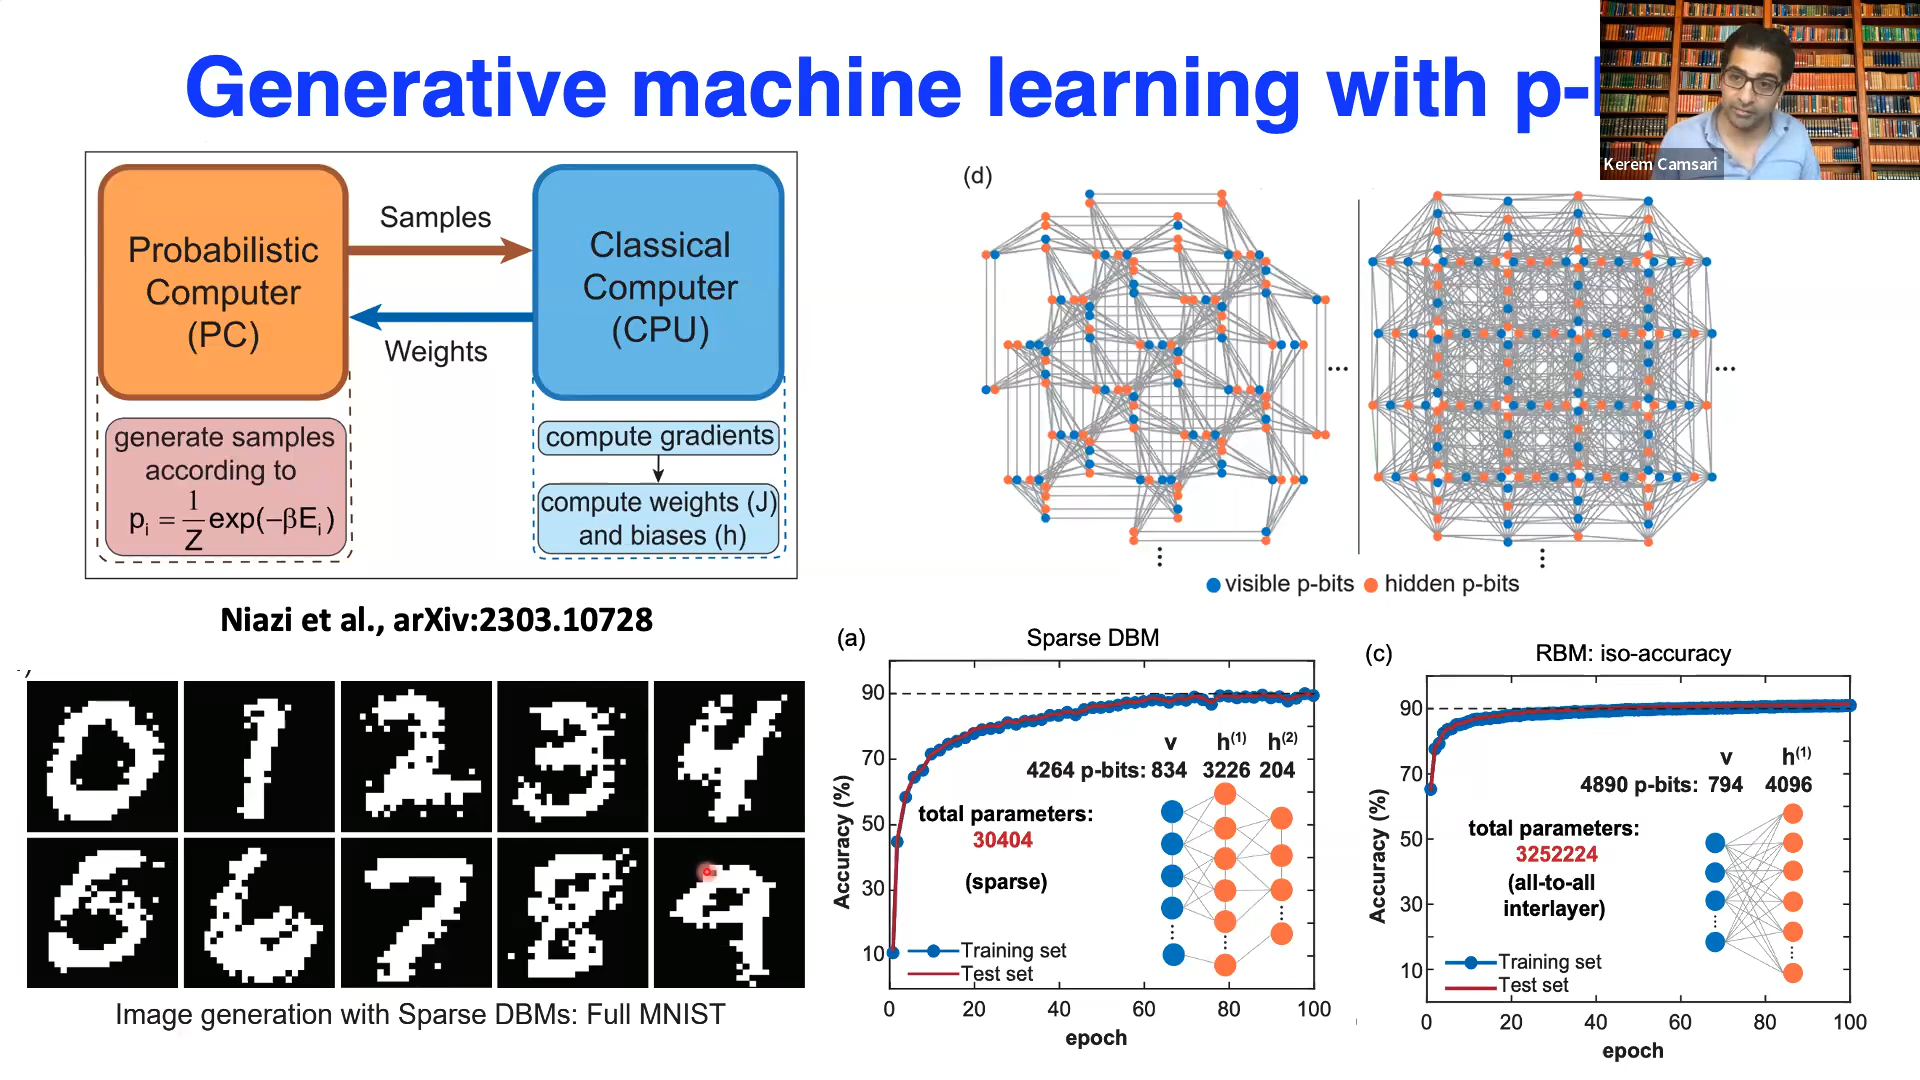 Generative machine learning with p-
Kerem Camsari
Probabilistic
Computer
(PC)
Samples
Weights
Classical
Computer
(CPU)
generate samples
according to
p_i = 1/Z exp(−βE_i)
compute gradients
compute weights (J)
and biases (h)
Niazi et al., arXiv:2303.10728
(d)
...
...
visible p-bits hidden p-bits
Image generation with Sparse DBMs: Full MNIST
(a)
Sparse DBM
90
70
50
30
10
Accuracy (%)
v h(1) h(2)
4264 p-bits: 834 3226 204
total parameters:
30404
(sparse)
Training set
Test set
0 20 40 60 80 100
epoch
(c)
RBM: iso-accuracy
90
70
50
30
10
Accuracy (%)
v h(1)
4890 p-bits: 794 4096
total parameters:
3252224
(all-to-all
interlayer)
Training set
Test set
0 20 40 60 80 100
epoch